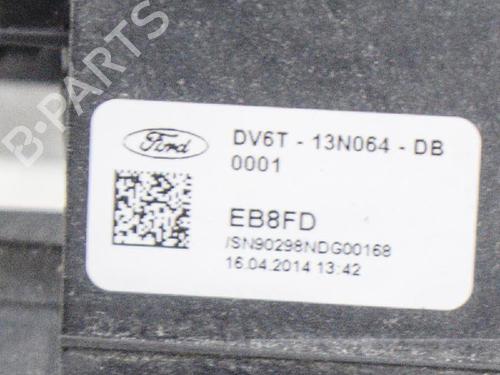 B-PARTS
Ford
DV6T - 13N064 - DB
0001
EB8FD
/SN90298NDG00168
16.04.2014 13:42